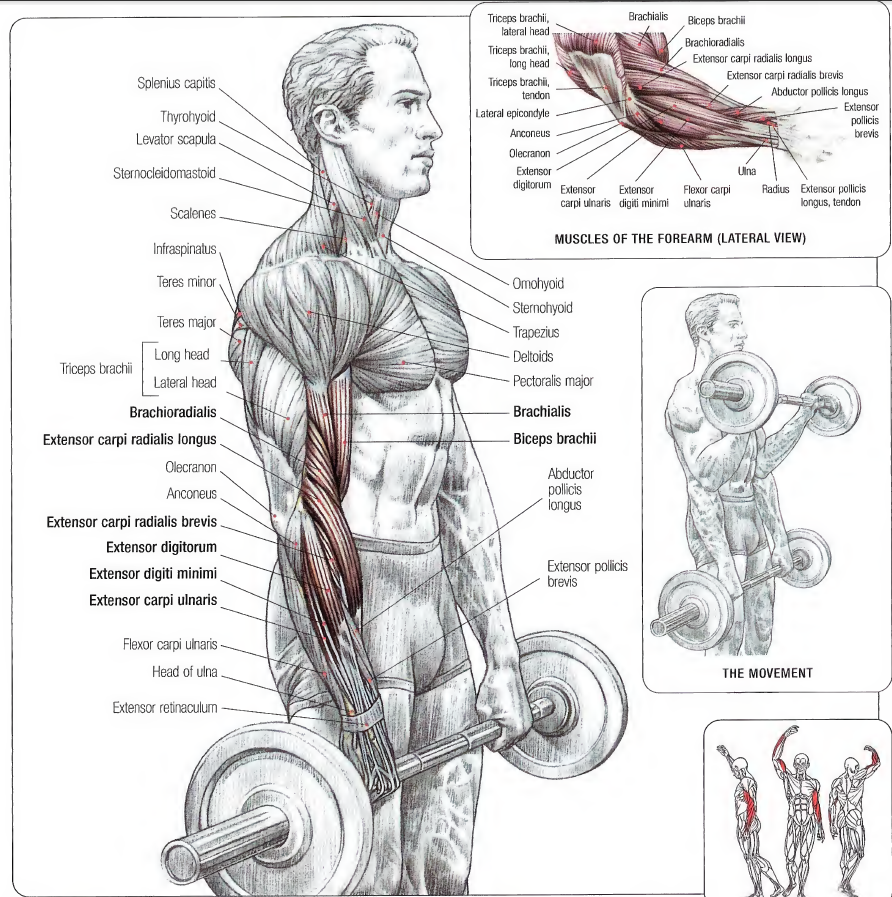 Splenius capitis
Thyrohyoid
Levator scapula
Sternocleidomastoid
Scalenes
Infraspinatus
Teres minor
Teres major
Triceps brachii
Long head
Lateral head
Brachioradialis
Extensor carpi radialis longus
Olecranon
Anconeus
Extensor carpi radialis brevis
Extensor digitorum
Extensor digiti minimi
Extensor carpi ulnaris
Flexor carpi ulnaris
Head of ulna
Extensor retinaculum
Omohyoid
Sternohyoid
Trapezius
Deltoids
Pectoralis major
Brachialis
Biceps brachii
Abductor
pollicis
longus
Extensor pollicis
brevis
Triceps brachii,
lateral head
Triceps brachii,
long head
Triceps brachii,
tendon
Lateral epicondyle
Anconeus
Olecranon
Extensor
digitorum
Extensor
carpi ulnaris
Extensor
digiti minimi
Flexor carpi
ulnaris
Brachialis
Biceps brachii
Brachioradialis
Extensor carpi radialis longus
Extensor carpi radialis brevis
Abductor pollicis longus
Extensor
pollicis
brevis
Ulna
Radius
Extensor pollicis
longus, tendon
MUSCLES OF THE FOREARM (LATERAL VIEW)
THE MOVEMENT